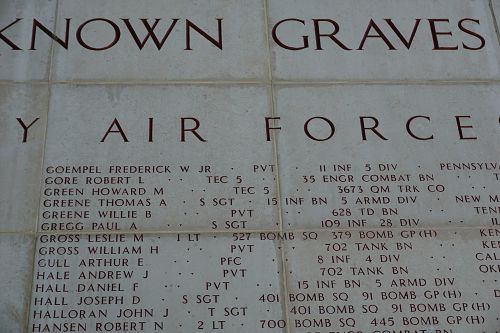 KNOWN GRAVES
Y AIR FORCES
GOEMPEL FREDERICK W JR · PVT · · 11 INF 5 DIV · · PENNSYLV
GORE ROBERT L · · TEC 5 · · 35 ENGR COMBAT BN
GREEN HOWARD M · · TEC 5 · · 3673 QM TRK CO
GREENE THOMAS A · S SGT · 15 INF BN 5 ARMD DIV · NEW M
GREENE WILLIE B · · PVT · · 628 TD BN · · TENN
GREGG PAUL A · · S SGT · · 109 INF 28 DIV · · IL
GROSS LESLIE M · 1 LT · 527 BOMB SQ 379 BOMB GP (H) · KEN
GROSS WILLIAM H · · PVT · · 702 TANK BN · · KEN
GULL ARTHUR E · · PFC · · 8 INF 4 DIV · · CAL
HALE ANDREW J · · PVT · · 702 TANK BN · · OK
HALL DANIEL F · · PVT · · 15 INF BN 5 ARMD DIV
HALL JOSEPH D · S SGT · 401 BOMB SQ 91 BOMB GP (H)
HALLORAN JOHN J · T SGT · 401 BOMB SQ 91 BOMB GP (H)
HANSEN ROBERT N · 2 LT · 700 BOMB SQ 445 BOMB GP (H)